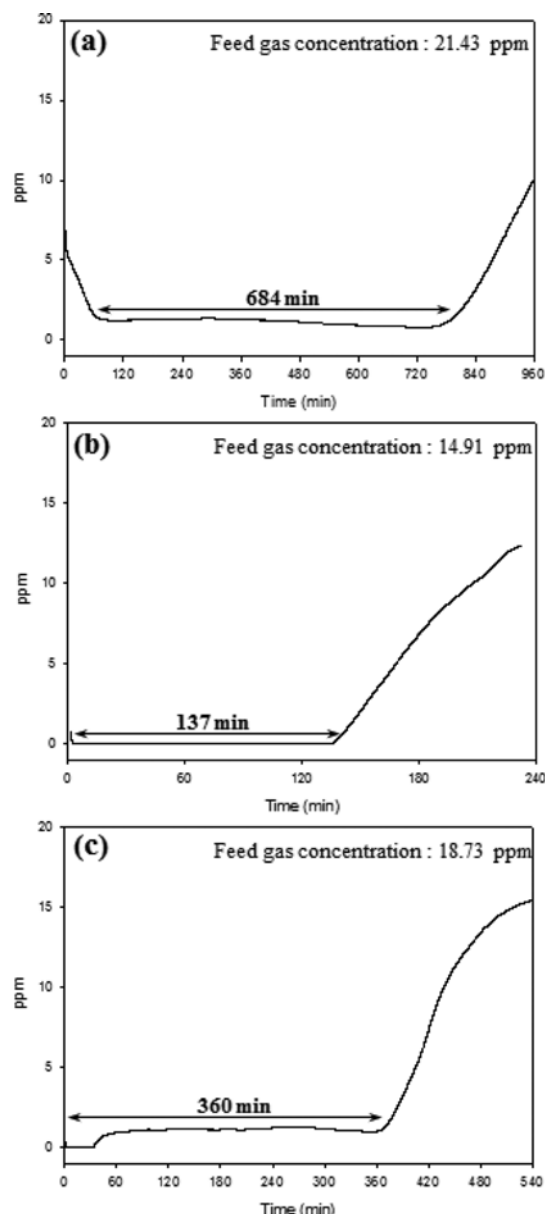 (a)
Feed gas concentration : 21.43 ppm
20
15
10
5
0
ppm
684 min
0 120 240 360 480 600 720 840 960
Time (min)
(b)
Feed gas concentration : 14.91 ppm
20
15
10
5
0
ppm
137 min
0 60 120 180 240
Time (min)
(c)
Feed gas concentration : 18.73 ppm
20
15
10
5
0
ppm
360 min
0 60 120 180 240 300 360 420 480 540
Time (min)